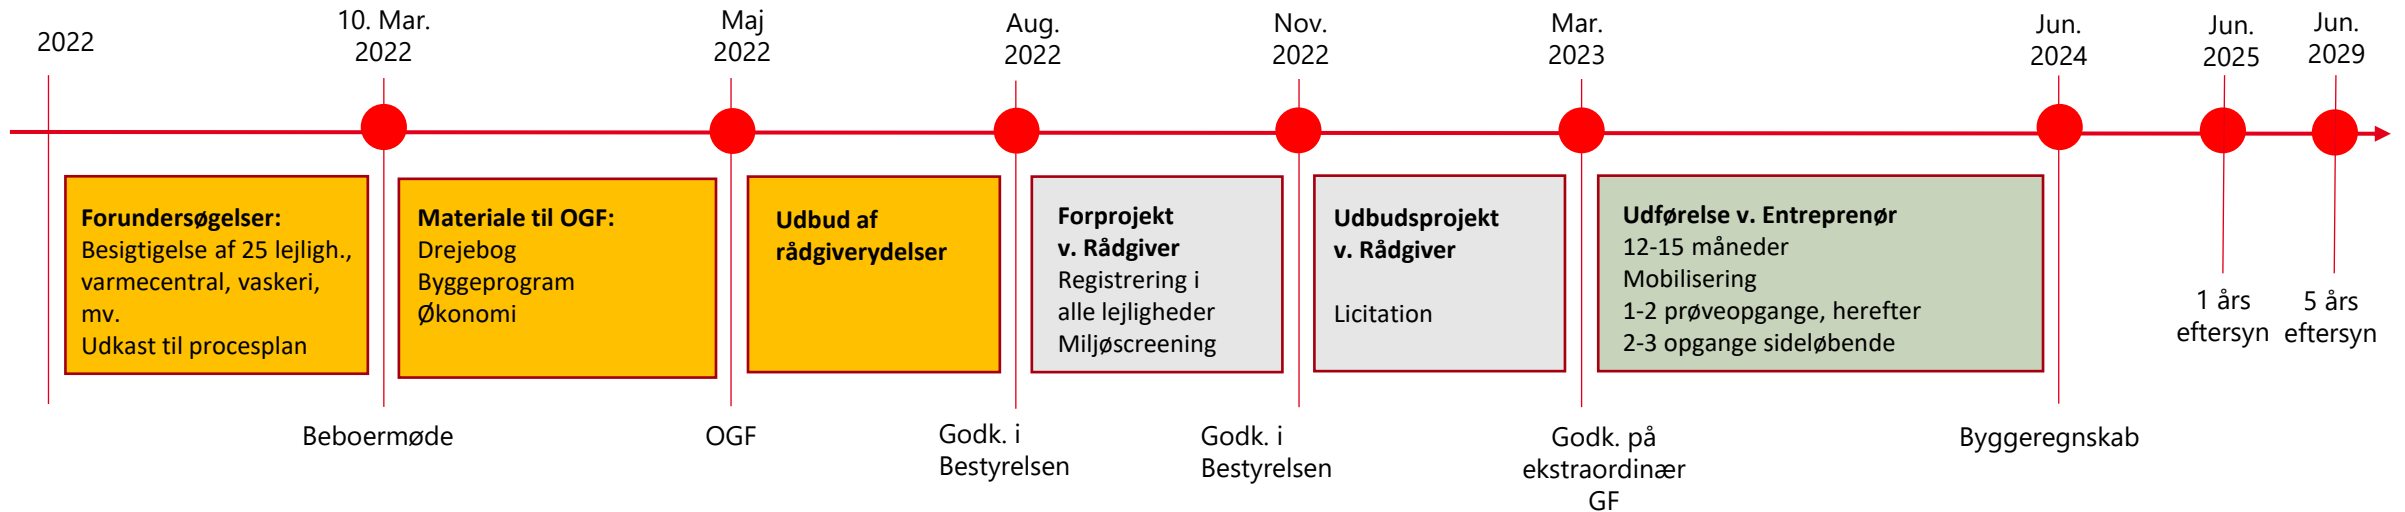 2022
10. Mar.
2022
Maj
2022
Aug.
2022
Nov.
2022
Mar.
2023
Jun.
2024
Jun.
2025
Jun.
2029
Forundersøgelser:
Besigtigelse af 25 lejligh.,
varmecentral, vaskeri,
mv.
Udkast til procesplan
Materiale til OGF:
Drejebog
Byggeprogram
Økonomi
Udbud af
rådgiverydelser
Forprojekt
v. Rådgiver
Registrering i
alle lejligheder
Miljøscreening
Udbudsprojekt
v. Rådgiver
Licitation
Udførelse v. Entreprenør
12-15 måneder
Mobilisering
1-2 prøveopgange, herefter
2-3 opgange sideløbende
1 års
eftersyn
5 års
eftersyn
Beboermøde
OGF
Godk. i
Bestyrelsen
Godk. i
Bestyrelsen
Godk. på
ekstraordinær
GF
Byggeregnskab